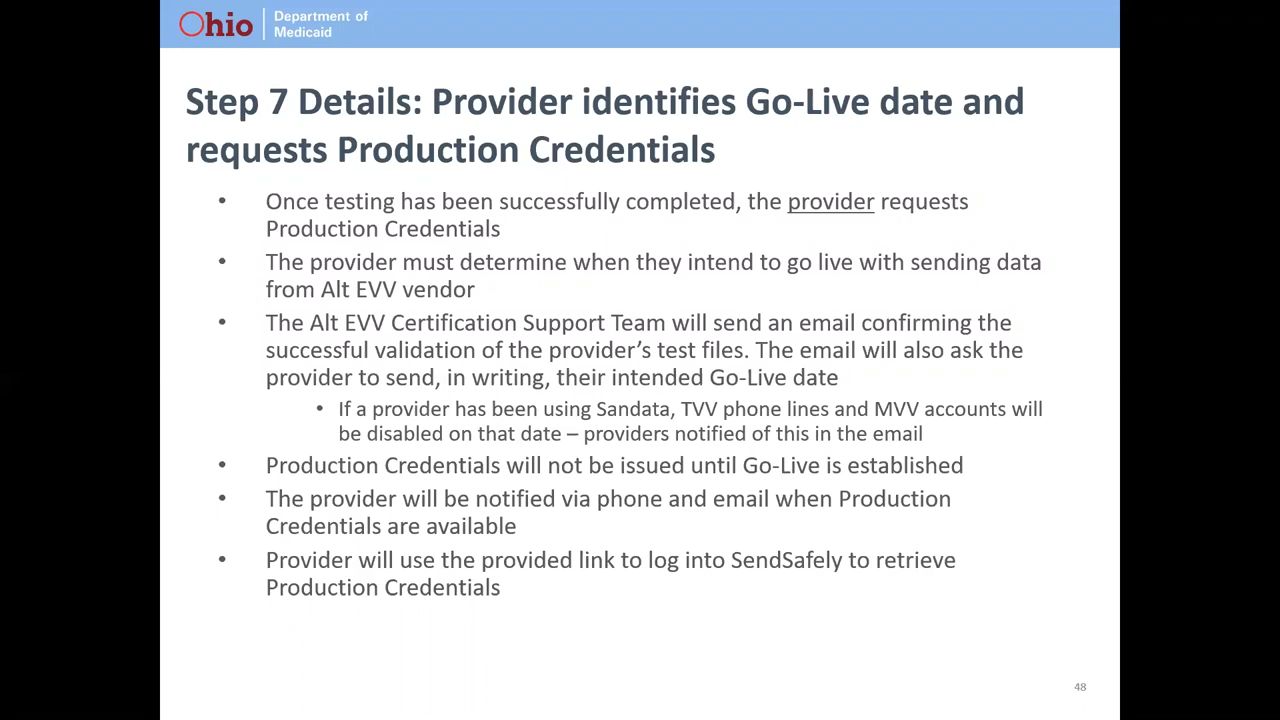 Ohio
Department of
Medicaid
Step 7 Details: Provider identifies Go-Live date and
requests Production Credentials
• Once testing has been successfully completed, the provider requests
Production Credentials
• The provider must determine when they intend to go live with sending data
from Alt EVV vendor
• The Alt EVV Certification Support Team will send an email confirming the
successful validation of the provider’s test files. The email will also ask the
provider to send, in writing, their intended Go-Live date
• If a provider has been using Sandata, TVV phone lines and MVV accounts will
be disabled on that date – providers notified of this in the email
• Production Credentials will not be issued until Go-Live is established
• The provider will be notified via phone and email when Production
Credentials are available
• Provider will use the provided link to log into SendSafely to retrieve
Production Credentials
48